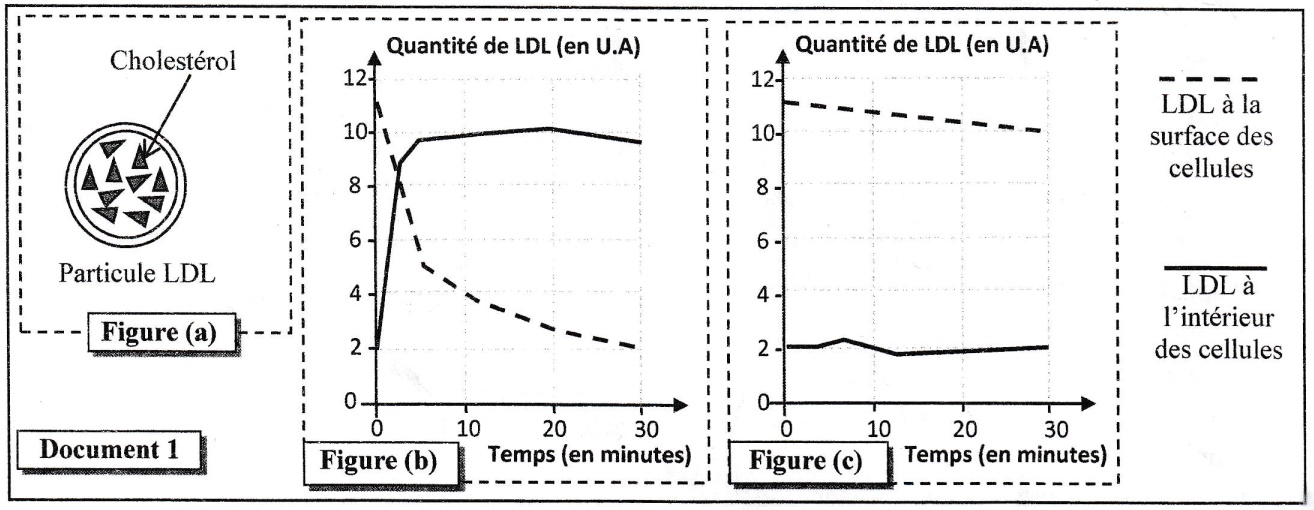 Cholestérol
Particule LDL
Figure (a)
Document 1
Quantité de LDL (en U.A)
12
10
8
6
4
2
0
0 10 20 30
Temps (en minutes)
Figure (b)
Quantité de LDL (en U.A)
12
10
8
6
4
2
0
0 10 20 30
Temps (en minutes)
Figure (c)
LDL à la
surface des
cellules
LDL à
l'intérieur
des cellules